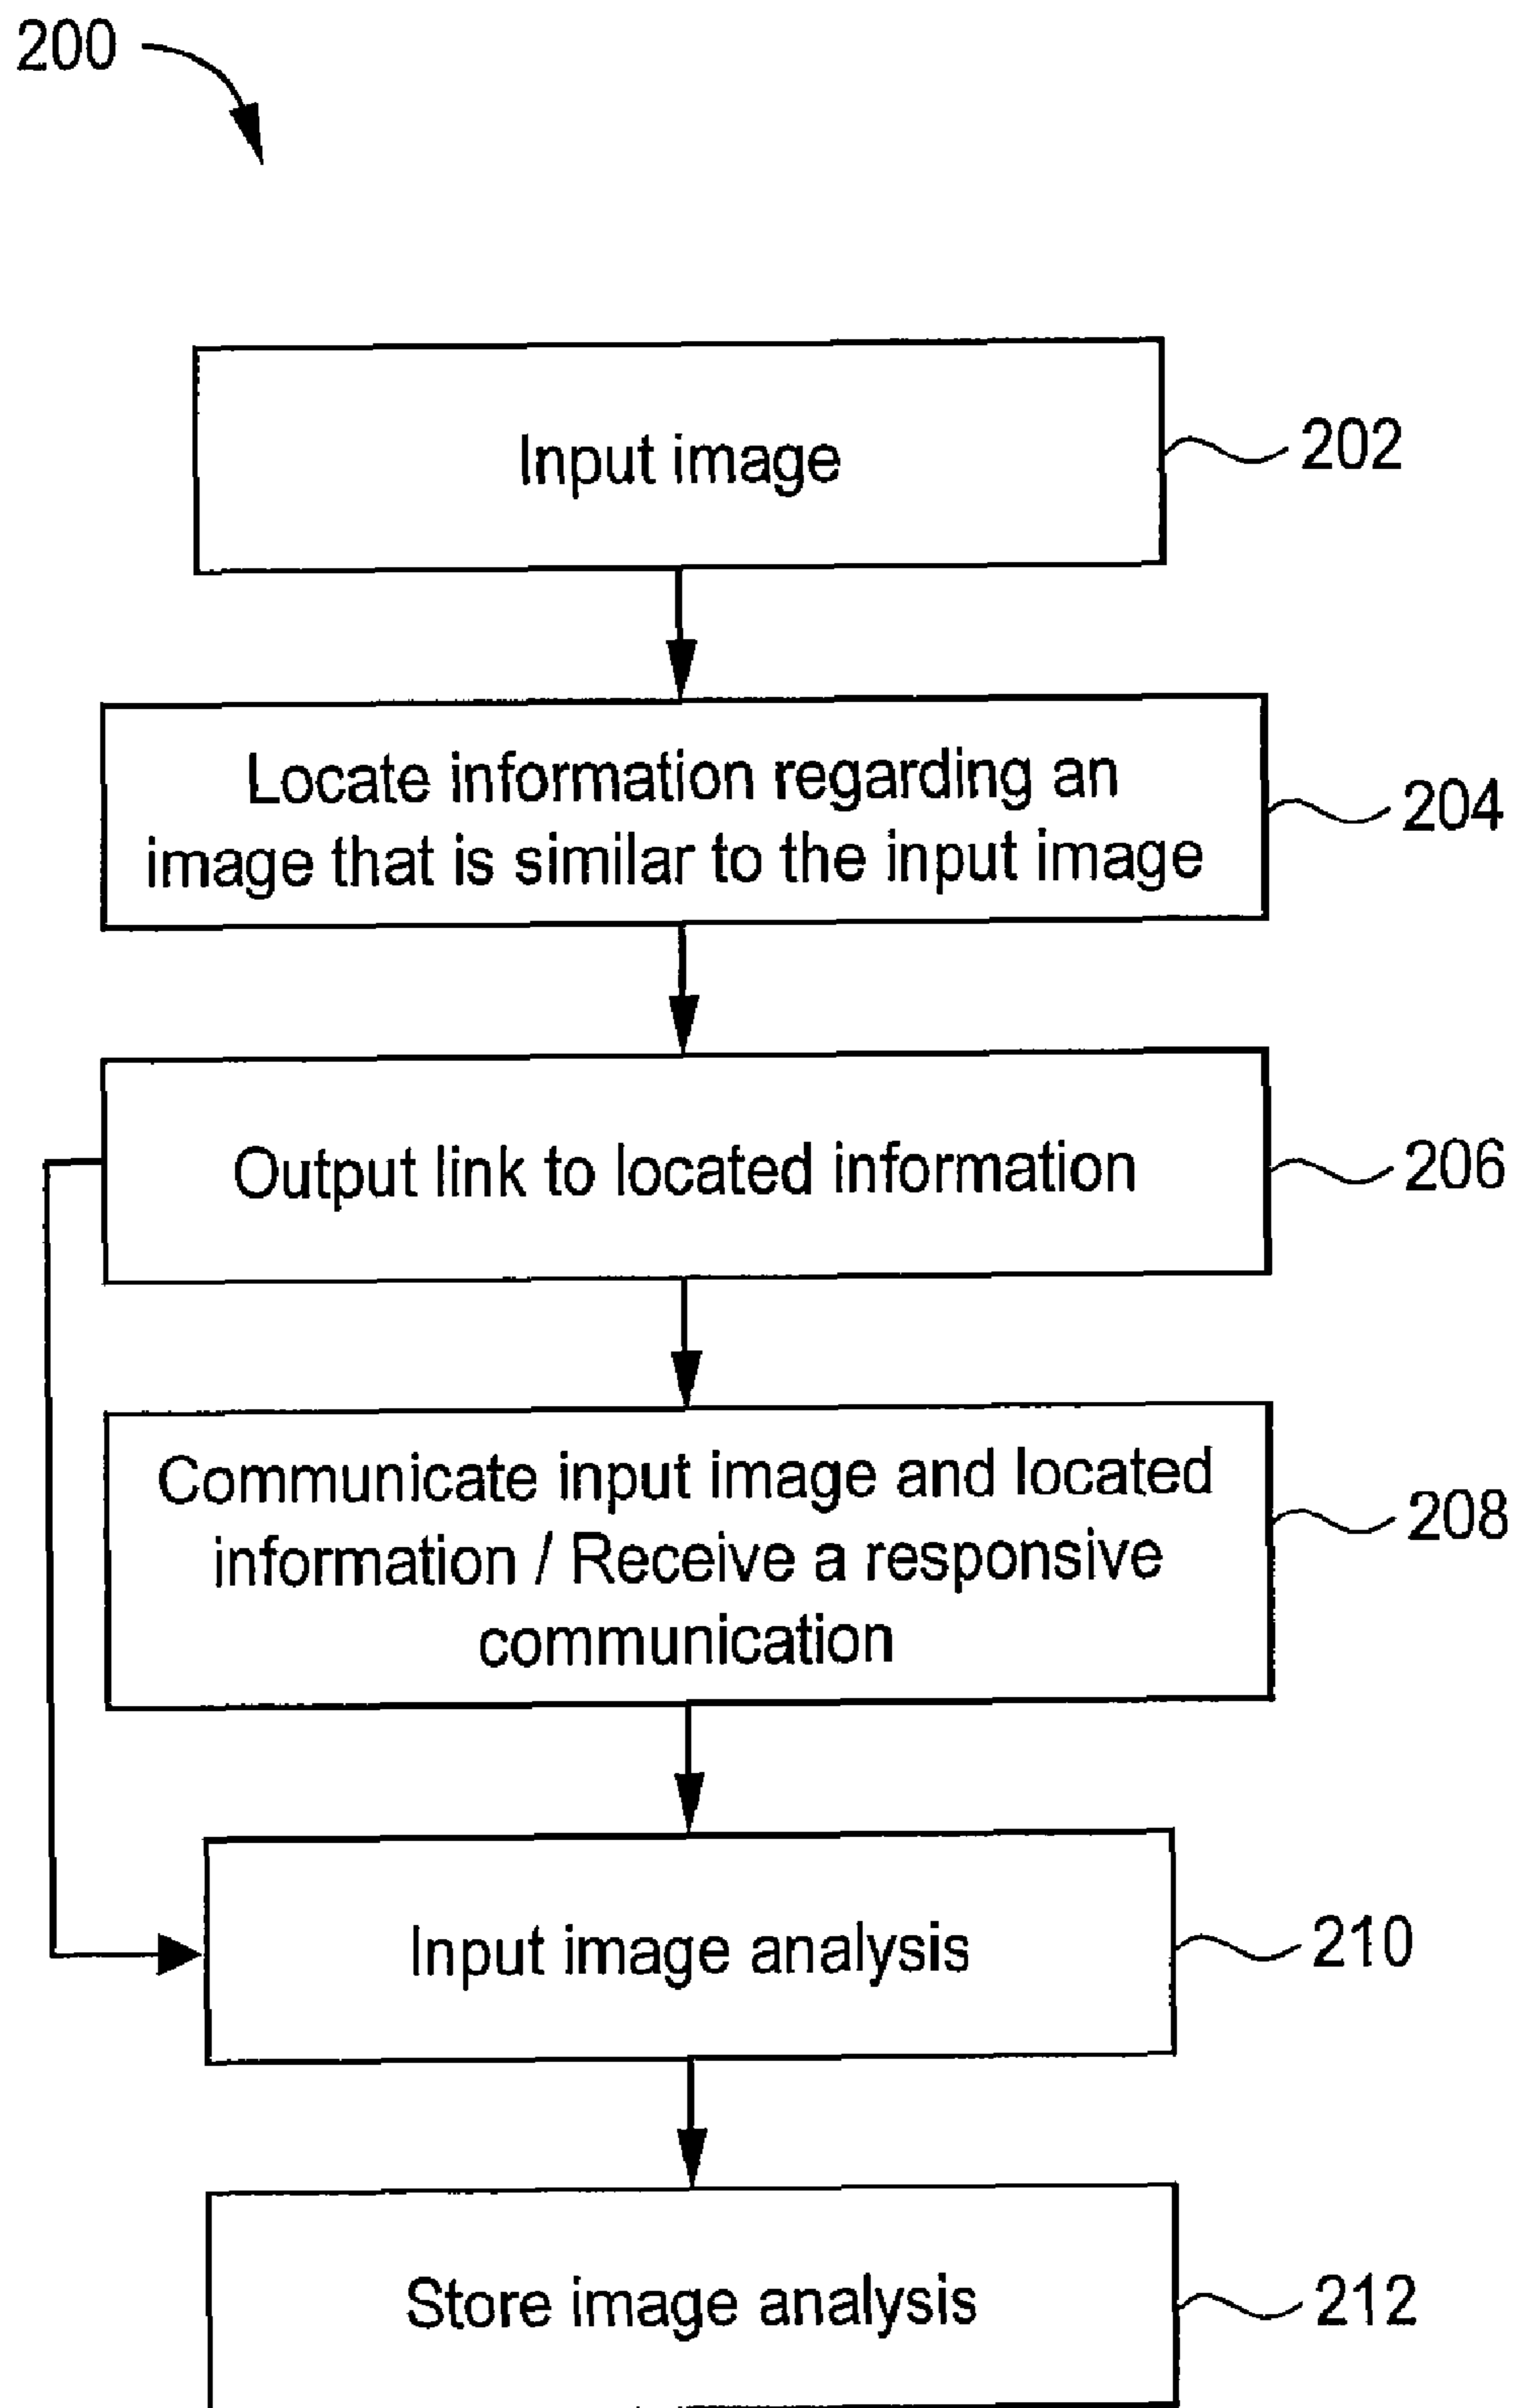 200
Input image
202
Locate information regarding an
image that is similar to the input image
204
Output link to located information
206
Communicate input image and located
information / Receive a responsive
communication
208
Input image analysis
210
Store image analysis
212